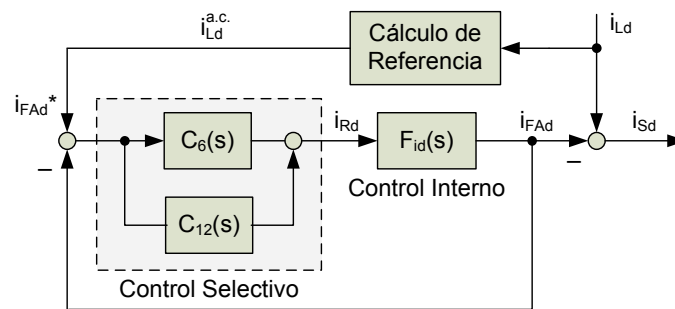 i_Ld^a.c.
Cálculo de
Referencia
i_Ld
i_FAd*
C_6(s)
i_Rd
F_id(s)
i_FAd
i_Sd
–
–
Control Interno
C_12(s)
Control Selectivo